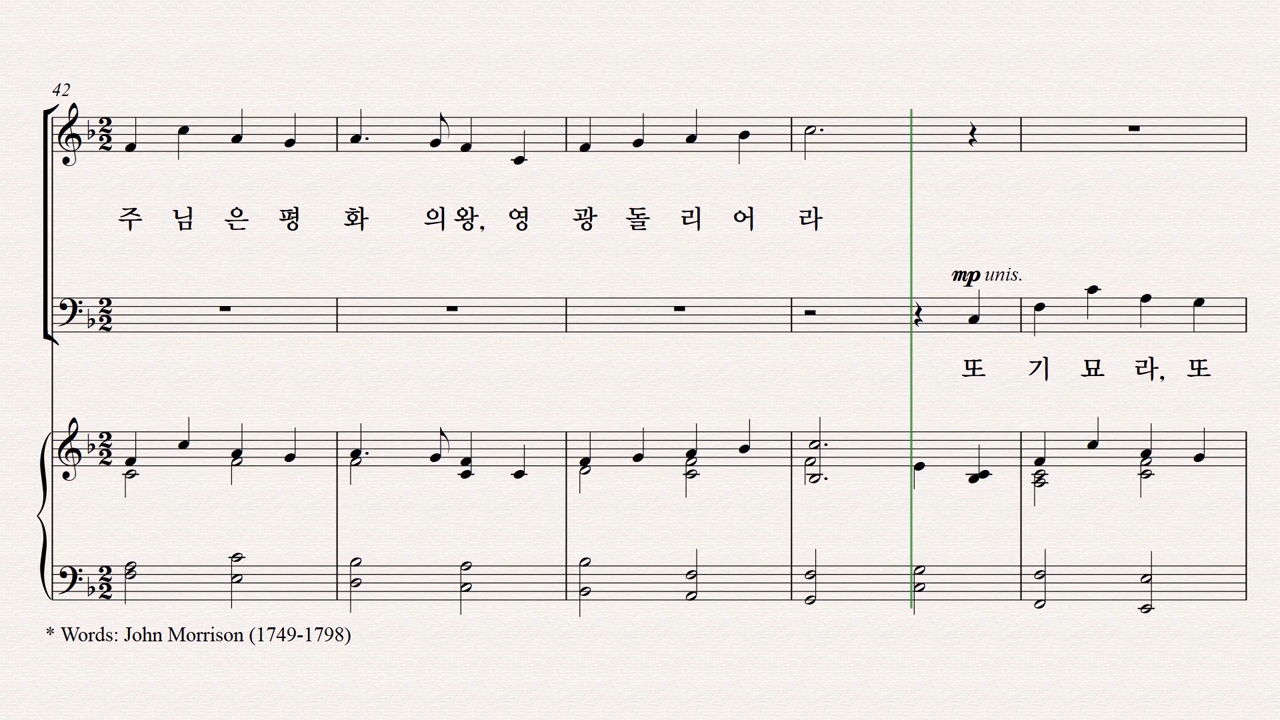 42
주 님 은 평 화 의 왕, 영 광 돌 리 어 라
mp unis.
또 기 묘 라, 또
* Words: John Morrison (1749-1798)